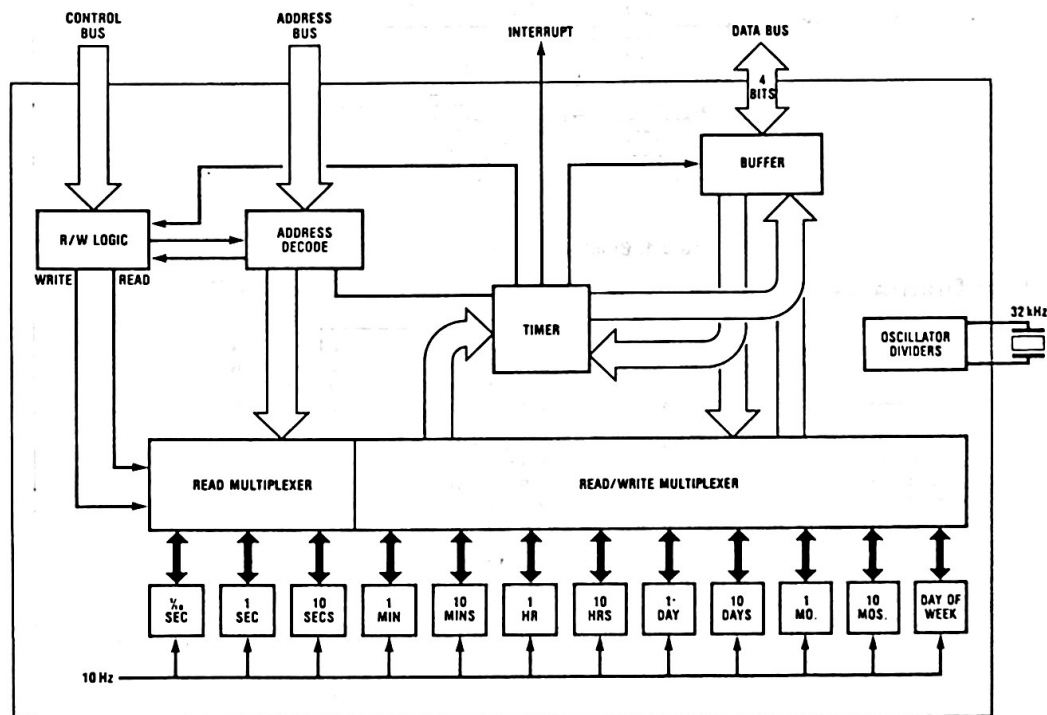 CONTROL
BUS
ADDRESS
BUS
INTERRUPT
DATA BUS
4
BITS
BUFFER
R/W LOGIC
ADDRESS
DECODE
WRITE
READ
TIMER
32 kHz
OSCILLATOR
DIVIDERS
READ MULTIPLEXER
READ/WRITE MULTIPLEXER
1/10
SEC
1
SEC
10
SECS
1
MIN
10
MINS
1
HR
10
HRS
1
DAY
10
DAYS
1
MO.
10
MOS.
DAY OF
WEEK
10 Hz